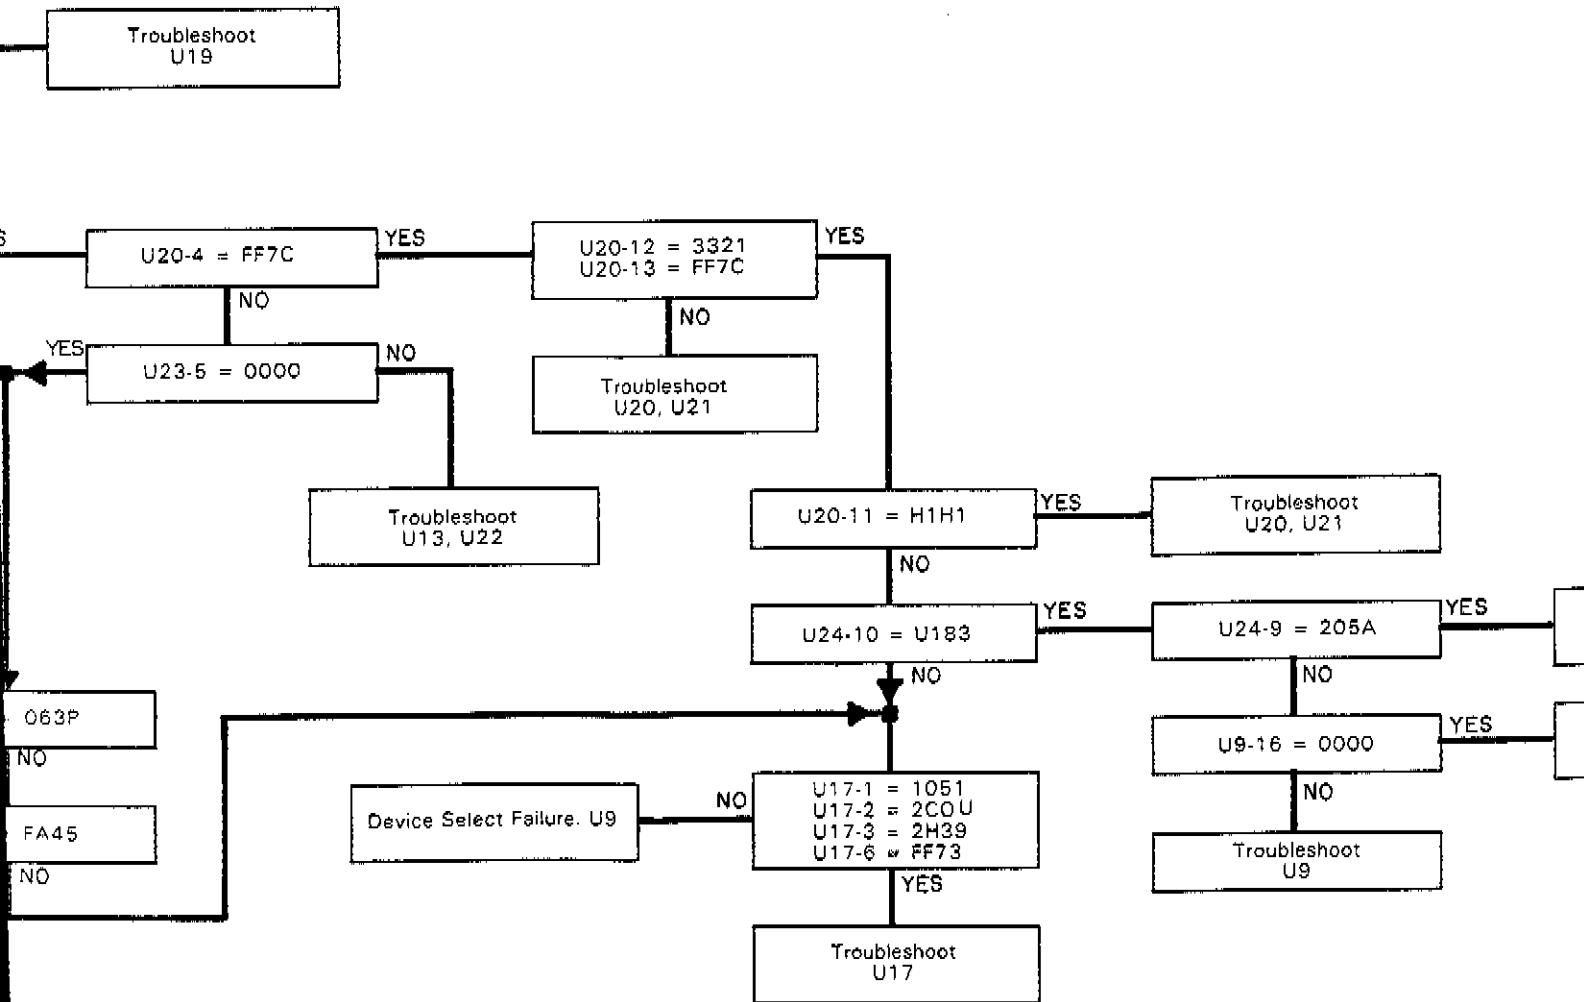 Troubleshoot
U19
S
U20-4 = FF7C
YES
NO
U20-12 = 3321
U20-13 = FF7C
YES
NO
YES
U23-5 = 0000
NO
Troubleshoot
U20, U21
Troubleshoot
U13, U22
U20-11 = H1H1
YES
NO
Troubleshoot
U20, U21
U24-10 = U183
YES
NO
U24-9 = 205A
YES
NO
063P
NO
U9-16 = 0000
YES
NO
Device Select Failure. U9
NO
U17-1 = 1051
U17-2 = 2C0U
U17-3 = 2H39
U17-6 = FF73
YES
FA45
NO
Troubleshoot
U9
Troubleshoot
U17